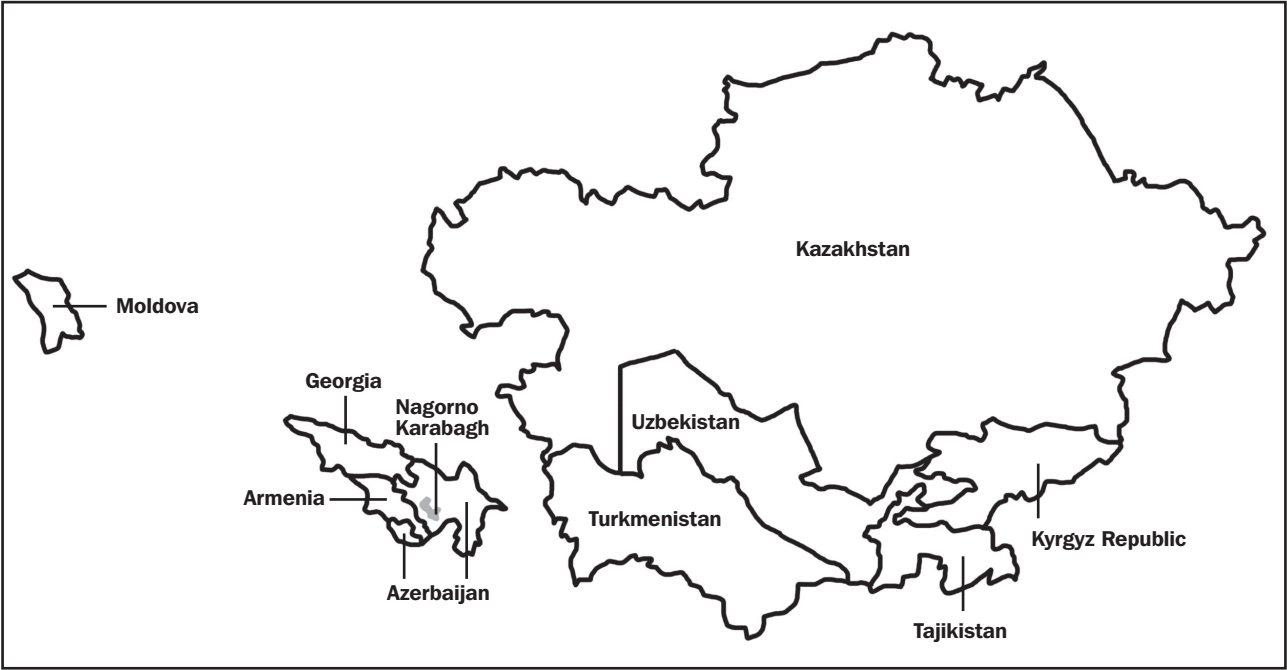 Kazakhstan
Moldova
Georgia
Nagorno
Karabagh
Uzbekistan
Armenia
Turkmenistan
Kyrgyz Republic
Azerbaijan
Tajikistan